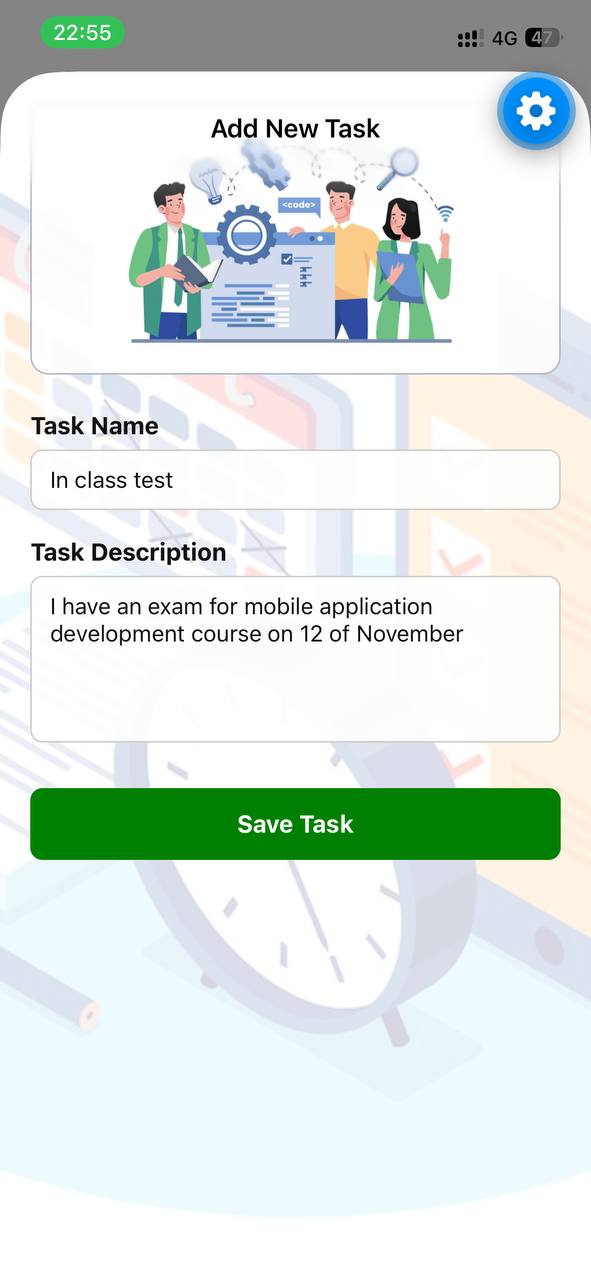 22:55
4G 47
Add New Task
<code>
Task Name
In class test
Task Description
I have an exam for mobile application
development course on 12 of November
Save Task